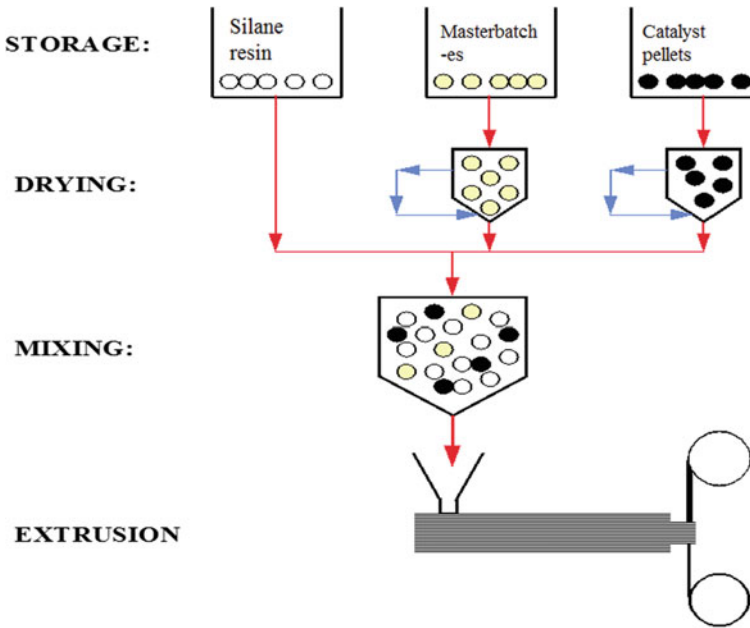 STORAGE:
Silane
resin
Masterbatch
-es
Catalyst
pellets
DRYING:
MIXING:
EXTRUSION